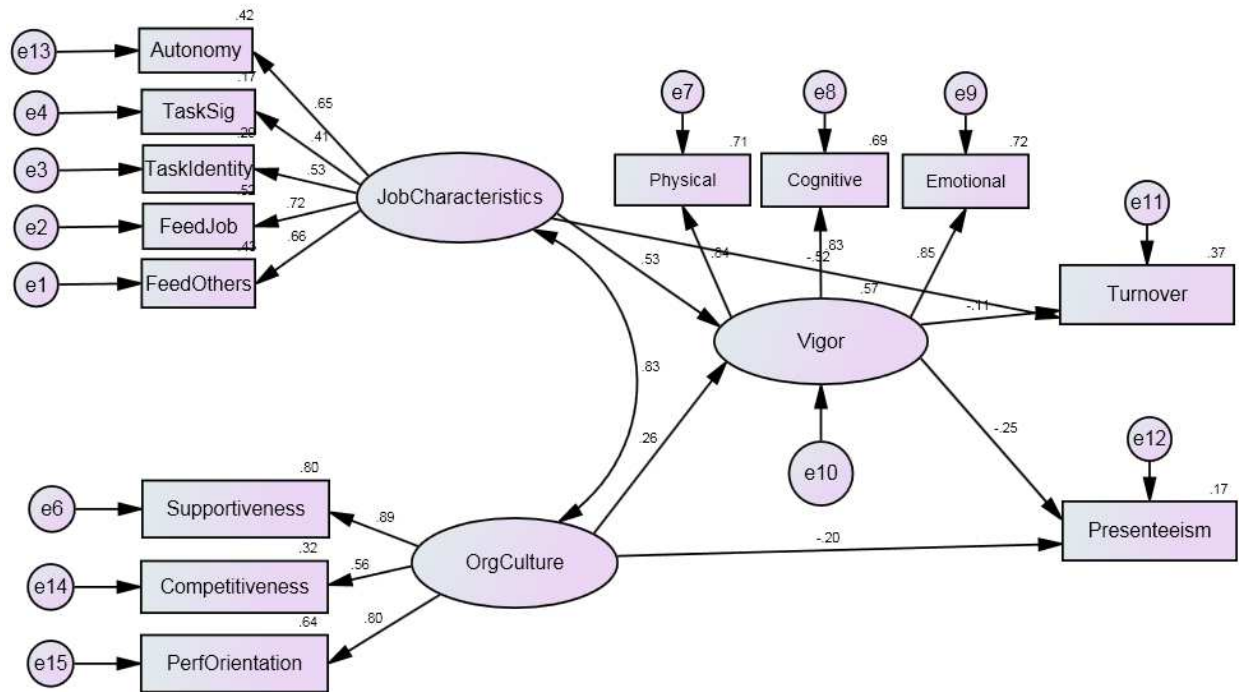 .42
e13
Autonomy
.17
.65
e4
TaskSig
.41
e3
TaskIdentity
.53
e2
FeedJob
.72
e1
FeedOthers
.66
JobCharacteristics
e7
e8
e9
.71
.69
.72
Physical
Cognitive
Emotional
e11
.37
Turnover
.53
.84
.83
-.52
.85
.57
-.11
Vigor
.83
.26
-.25
e10
e12
.17
Presenteeism
.80
e6
Supportiveness
.89
.32
e14
Competitiveness
.56
OrgCulture
-.20
.64
.80
e15
PerfOrientation